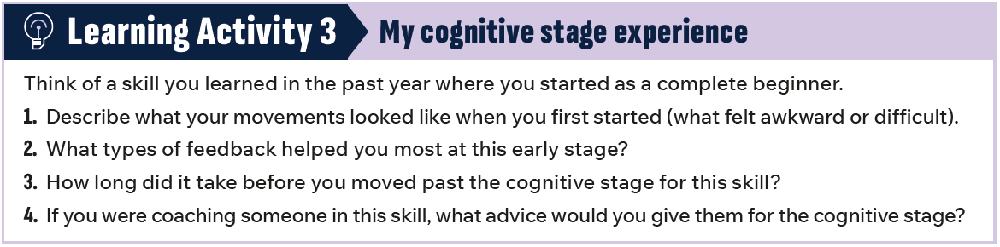 Learning Activity 3 My cognitive stage experience
Think of a skill you learned in the past year where you started as a complete beginner.
1. Describe what your movements looked like when you first started (what felt awkward or difficult).
2. What types of feedback helped you most at this early stage?
3. How long did it take before you moved past the cognitive stage for this skill?
4. If you were coaching someone in this skill, what advice would you give them for the cognitive stage?